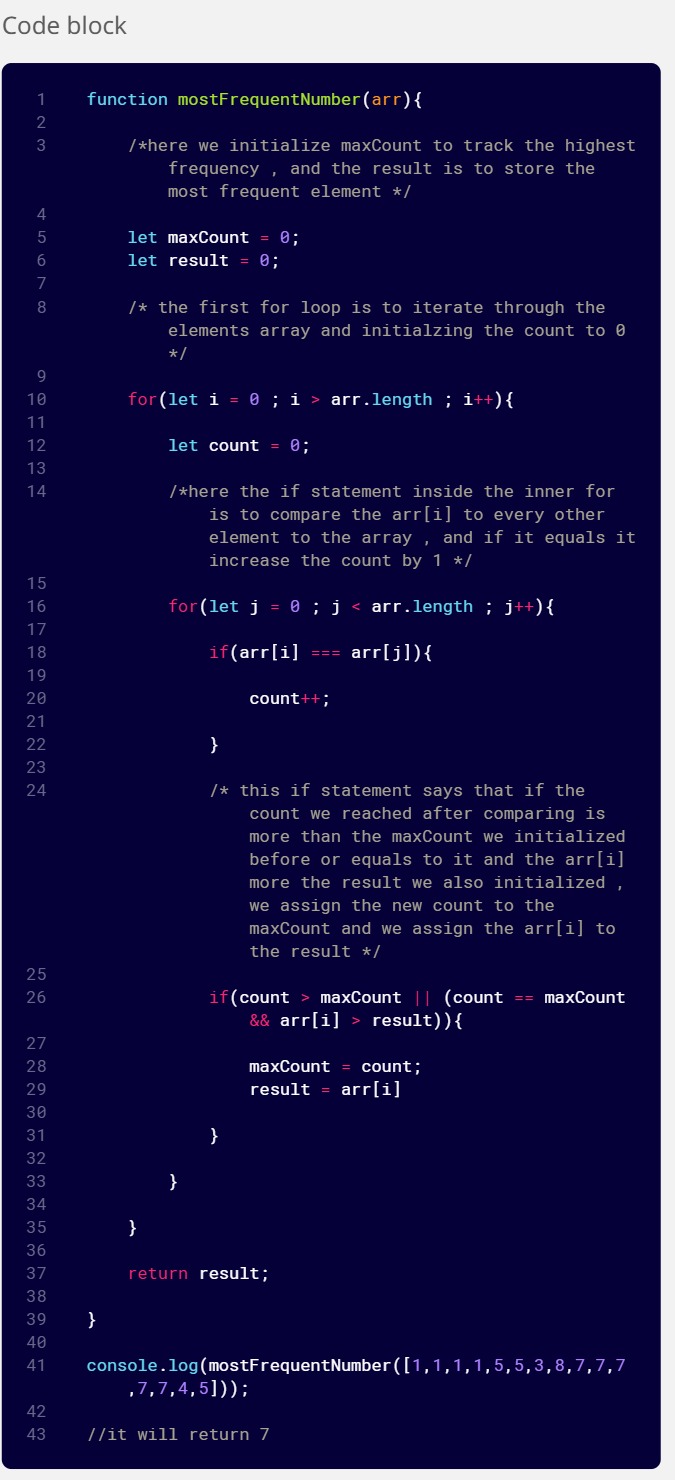 Code block
1 function mostFrequentNumber(arr){
2
3 /*here we initialize maxCount to track the highest
frequency , and the result is to store the
most frequent element */
4
5 let maxCount = 0;
6 let result = 0;
7
8 /* the first for loop is to iterate through the
elements array and initialzing the count to 0
*/
9
10 for(let i = 0 ; i > arr.length ; i++){
11
12 let count = 0;
13
14 /*here the if statement inside the inner for
is to compare the arr[i] to every other
element to the array , and if it equals it
increase the count by 1 */
15
16 for(let j = 0 ; j < arr.length ; j++){
17
18 if(arr[i] === arr[j]){
19
20 count++;
21
22 }
23
24 /* this if statement says that if the
count we reached after comparing is
more than the maxCount we initialized
before or equals to it and the arr[i]
more the result we also initialized ,
we assign the new count to the
maxCount and we assign the arr[i] to
the result */
25
26 if(count > maxCount || (count == maxCount
&& arr[i] > result)){
27
28 maxCount = count;
29 result = arr[i]
30
31 }
32
33 }
34
35 }
36
37 return result;
38
39 }
40
41 console.log(mostFrequentNumber([1,1,1,1,5,5,3,8,7,7,7
,7,7,4,5]));
42
43 //it will return 7